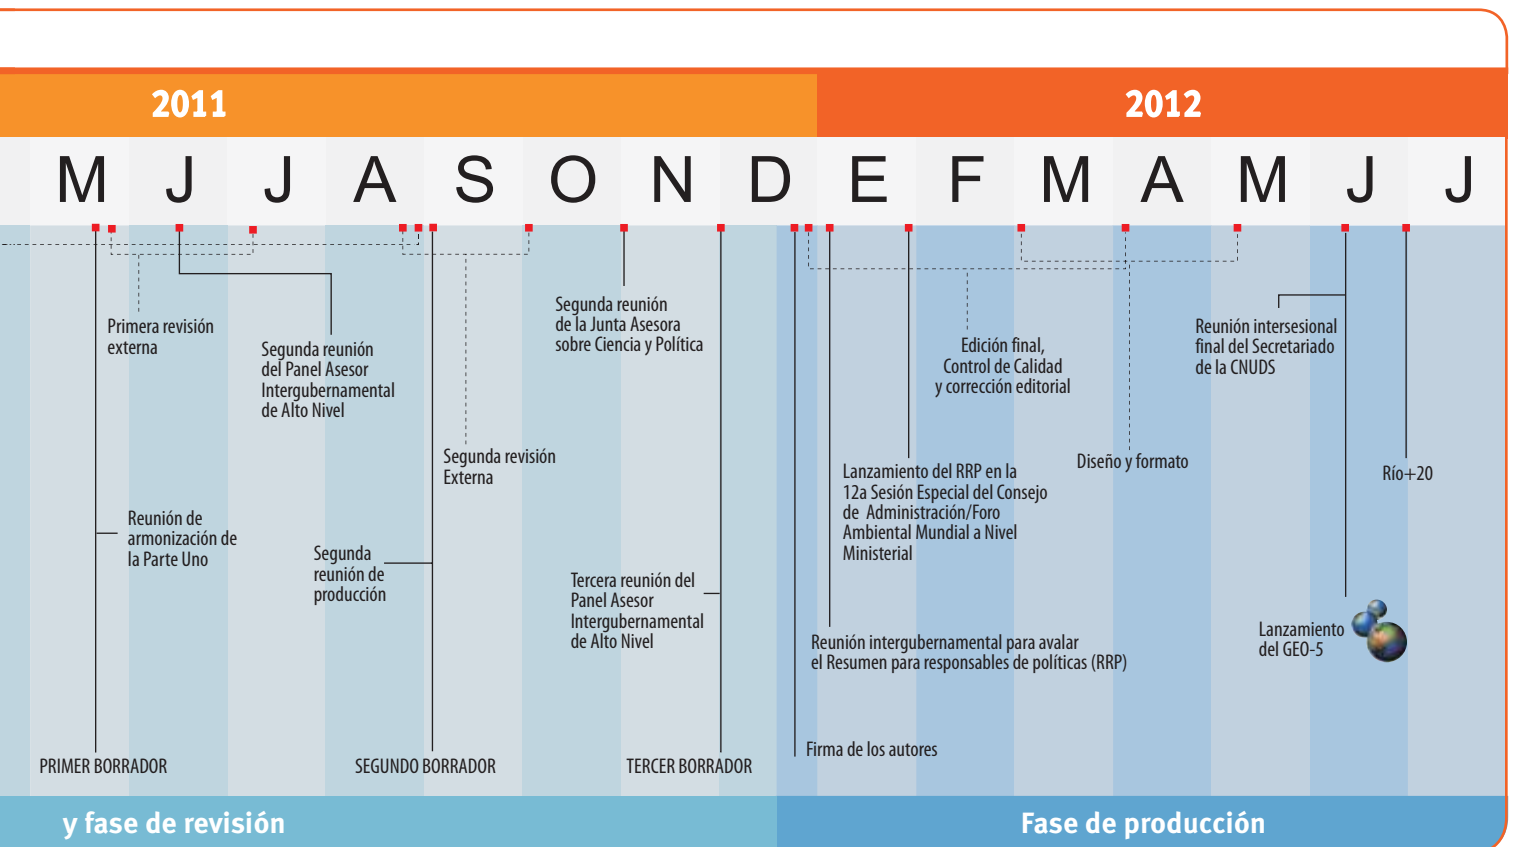 2011
2012
M J J A S O N D E F M A M J J
Primera revisión
externa
Segunda reunión
del Panel Asesor
Intergubernamental
de Alto Nivel
Segunda reunión
de la Junta Asesora
sobre Ciencia y Política
Edición final,
Control de Calidad
y corrección editorial
Reunión intersesional
final del Secretariado
de la CNUDS
Segunda revisión
Externa
Lanzamiento del RRP en la
12a Sesión Especial del Consejo
de Administración/Foro
Ambiental Mundial a Nivel
Ministerial
Diseño y formato
Río+20
Reunión de
armonización de
la Parte Uno
Segunda
reunión de
producción
Tercera reunión del
Panel Asesor
Intergubernamental
de Alto Nivel
Reunión intergubernamental para avalar
el Resumen para responsables de políticas (RRP)
Lanzamiento
del GEO-5
Firma de los autores
PRIMER BORRADOR
SEGUNDO BORRADOR
TERCER BORRADOR
y fase de revisión
Fase de producción